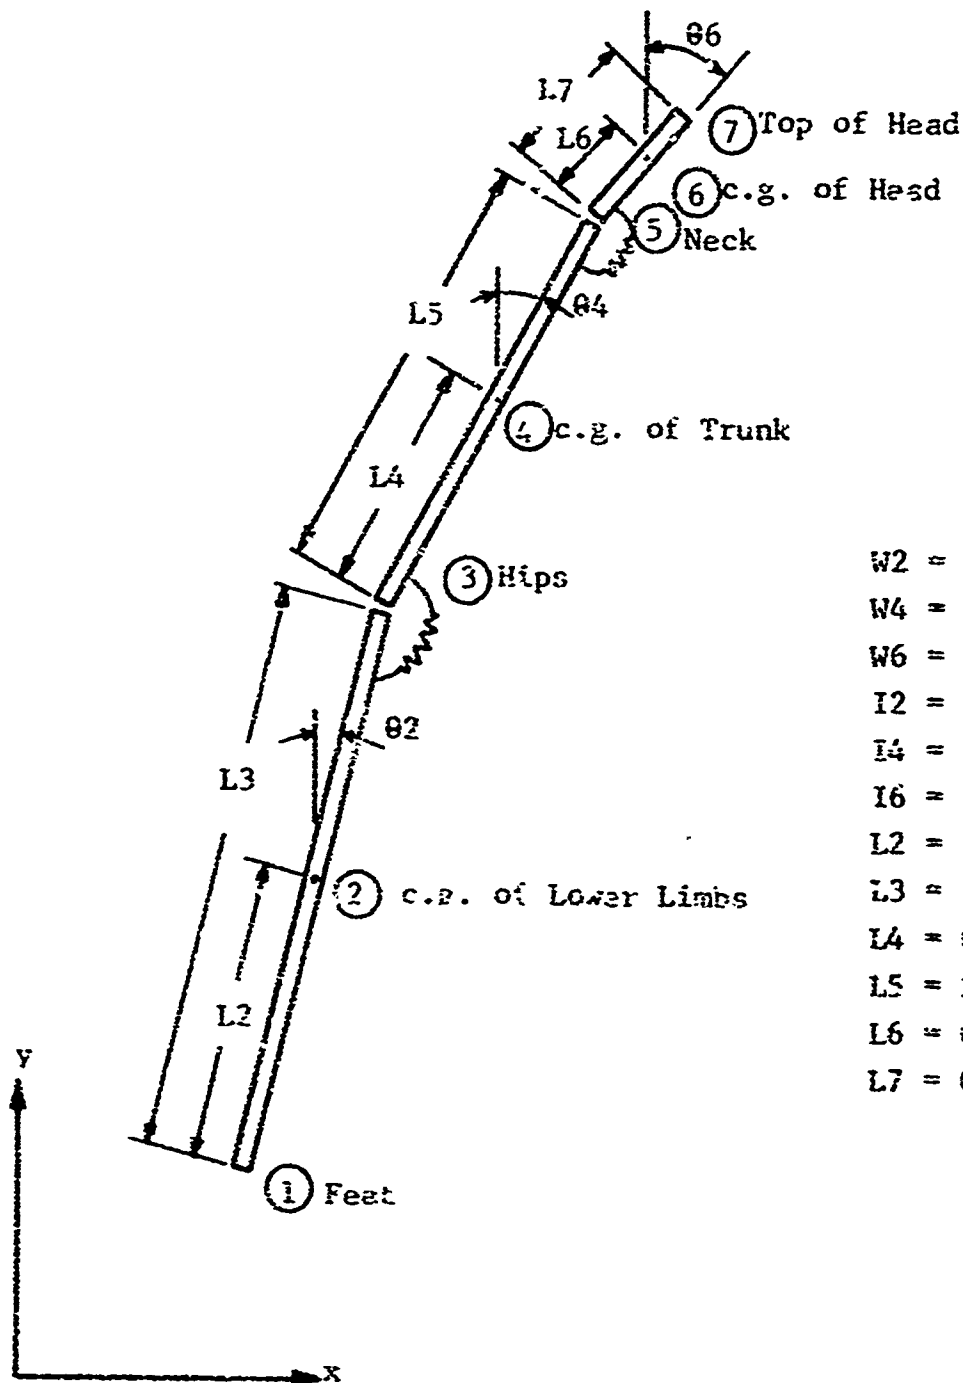 θ6
L7
L6
7 Top of Head
6 c.g. of Head
5 Neck
L5
θ4
4 c.g. of Trunk
L4
3 Hips
W2 =
W4 =
W6 =
I2 =
I4 =
I6 =
L2 =
L3 =
L4 =
L5 =
L6 =
L7 =
θ2
L3
2 c.g. of Lower Limbs
L2
Y
1 Feet
X